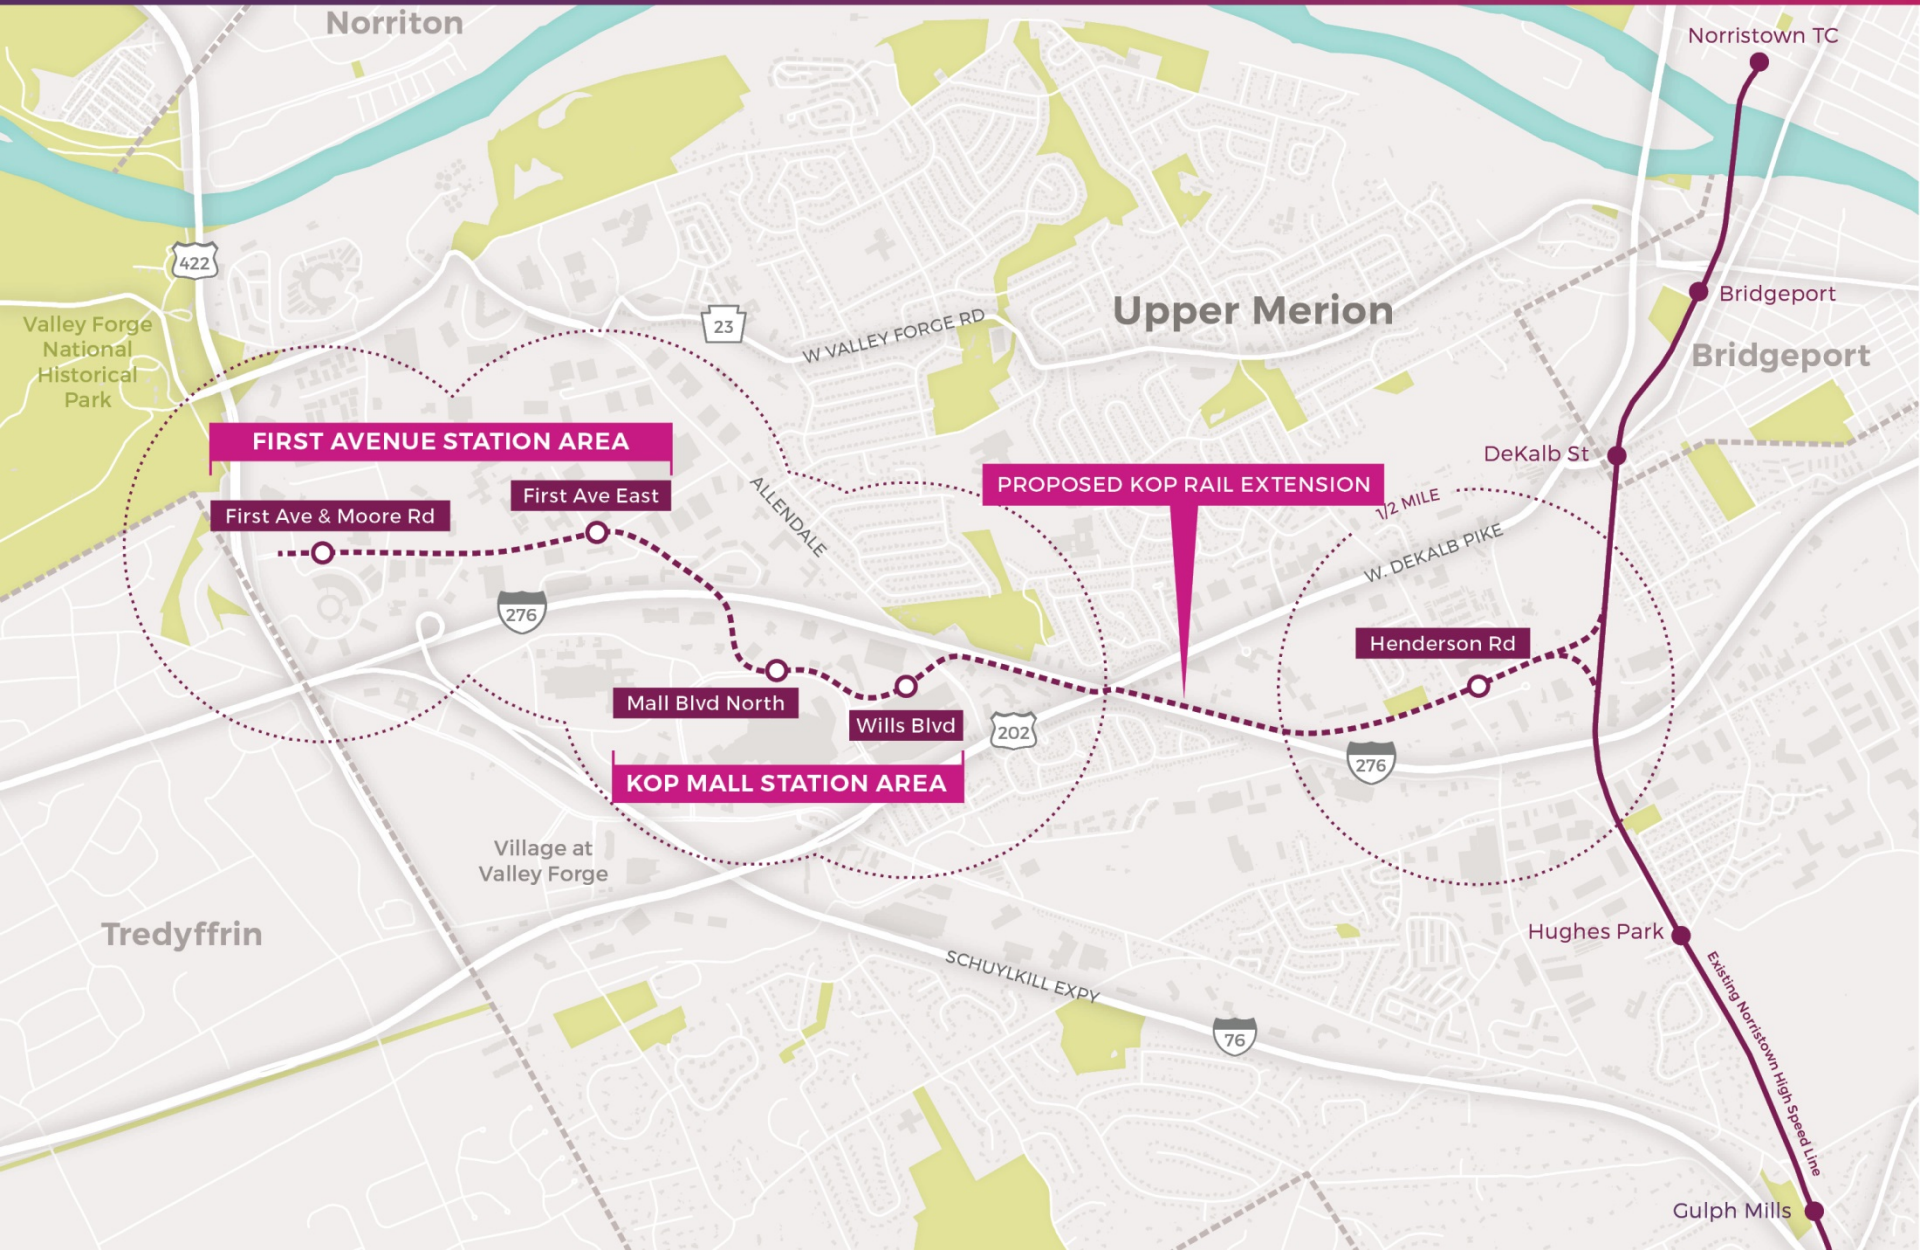 Norriton
Norristown TC
422
Bridgeport
Upper Merion
23
W VALLEY FORGE RD
Valley Forge
National
Historical
Park
Bridgeport
FIRST AVENUE STATION AREA
DeKalb St
PROPOSED KOP RAIL EXTENSION
First Ave East
1/2 MILE
First Ave & Moore Rd
ALLENDALE
W. DEKALB PIKE
276
Henderson Rd
Mall Blvd North
Wills Blvd
202
276
KOP MALL STATION AREA
Village at
Valley Forge
Tredyffrin
Hughes Park
SCHUYLKILL EXPY
Existing Norristown High Speed Line
76
Gulph Mills